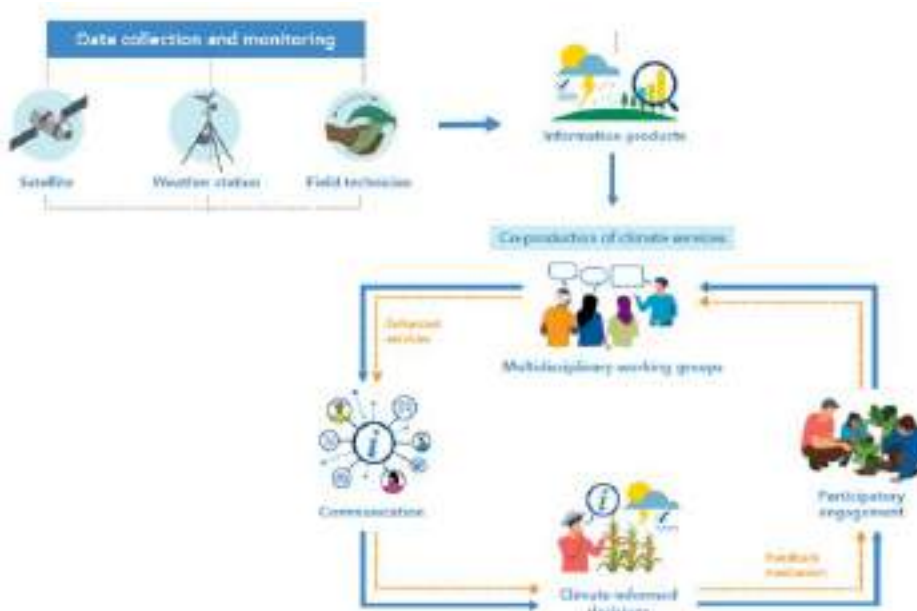 Data collection and monitoring
Satellite
Weather station
Field technician
Information products
Co-production of climate services
Enhanced
services
Multidisciplinary working groups
Communication
Participatory
engagement
Feedback
mechanism
Climate-informed
decisions